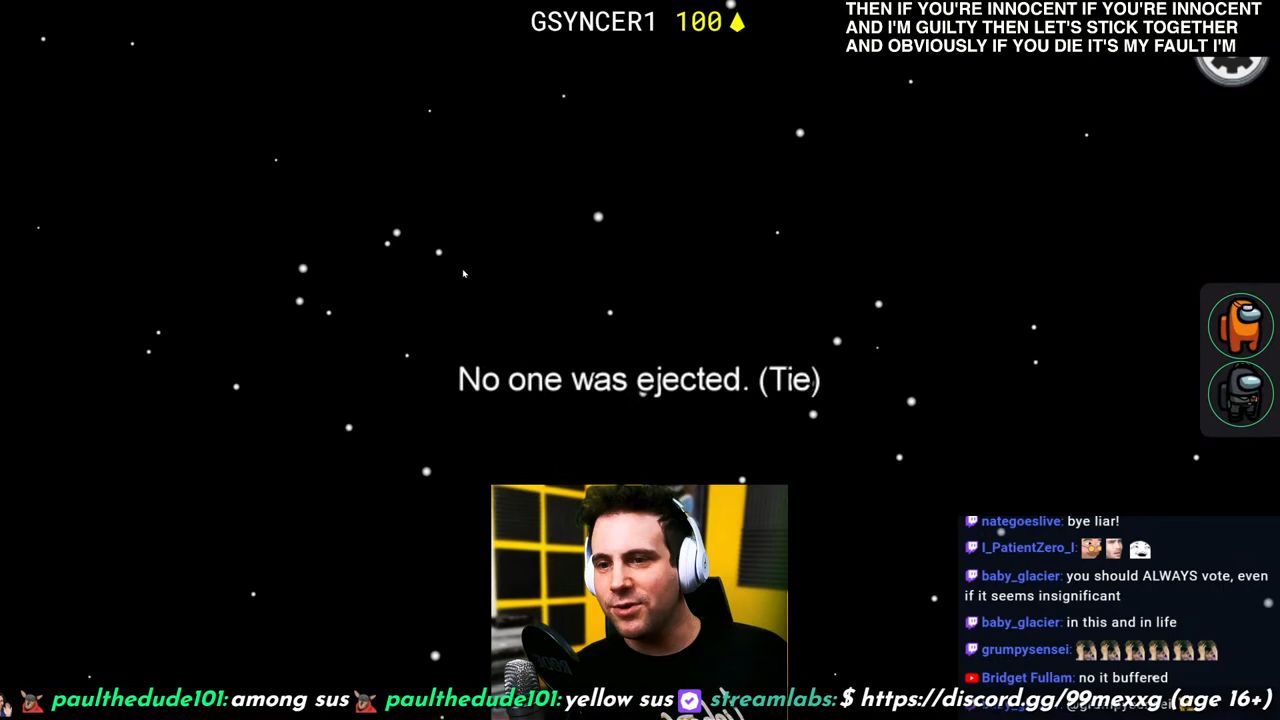 GSYNCER1 100
THEN IF YOU'RE INNOCENT IF YOU'RE INNOCENT
AND I'M GUILTY THEN LET'S STICK TOGETHER
AND OBVIOUSLY IF YOU DIE IT'S MY FAULT I'M
No one was ejected. (Tie)
nategoeslive: bye liar!
I_PatientZero_I:
baby_glacier: you should ALWAYS vote, even
if it seems insignificant
baby_glacier: in this and in life
grumpysensei:
Bridget Fullam: no it buffered
paulthedude101: among sus paulthedude101: yellow sus streamlabs: $ https://discord.gg/99mexxg (age 16+)